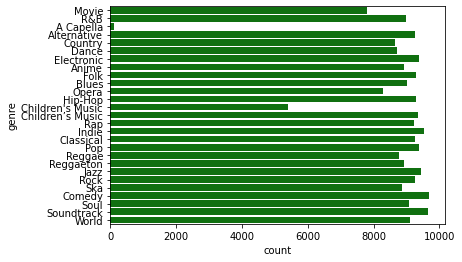 Movie
R&B
A Capella
Alternative
Country
Dance
Electronic
Anime
Folk
Blues
Opera
Hip-Hop
Children's Music
Children’s Music
Rap
Indie
Classical
Pop
Reggae
Reggaeton
Jazz
Rock
Ska
Comedy
Soul
Soundtrack
World
genre
0 2000 4000 6000 8000 10000
count